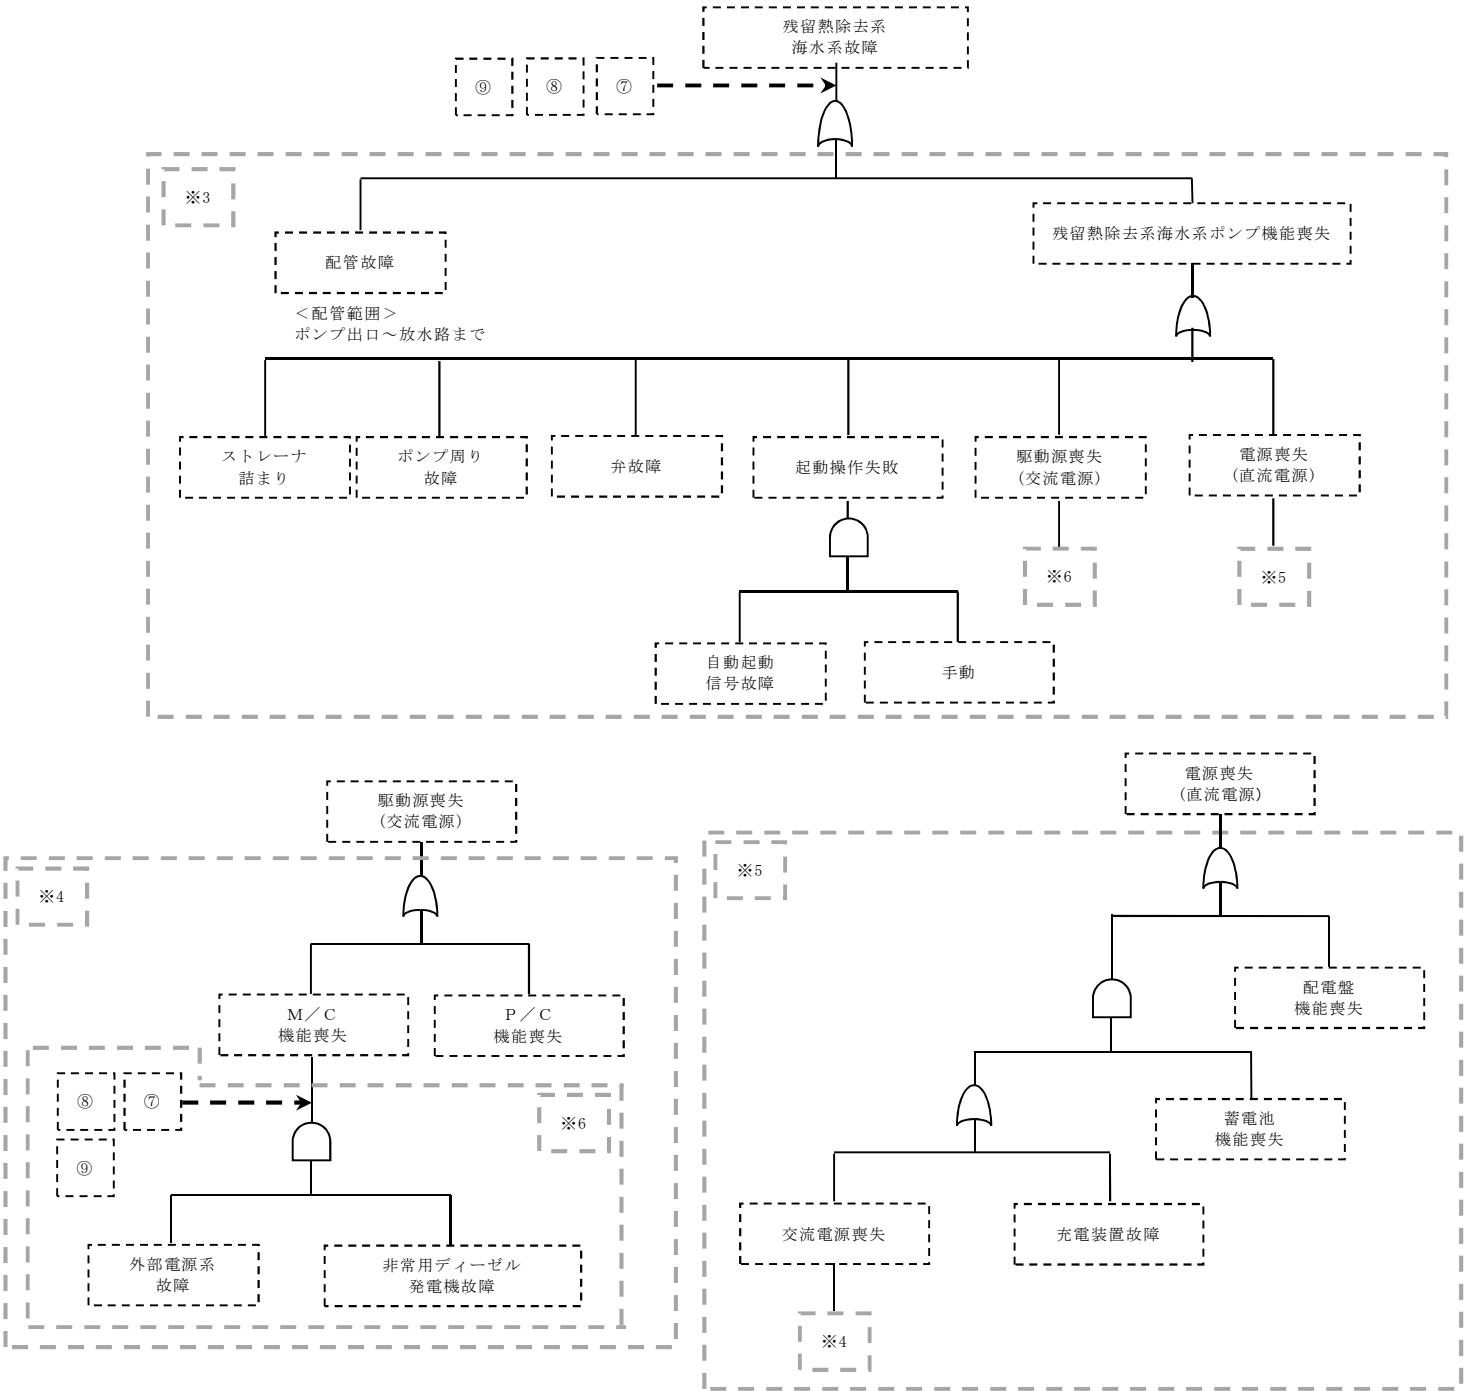 残留熱除去系
海水系故障
⑨
⑧
⑦
※3
配管故障
＜配管範囲＞
ポンプ出口～放水路まで
残留熱除去系海水系ポンプ機能喪失
ストレーナ
詰まり
ポンプ周り
故障
弁故障
起動操作失敗
駆動源喪失
（交流電源）
電源喪失
（直流電源）
※6
※5
自動起動
信号故障
手動
駆動源喪失
（交流電源）
※4
M／C
機能喪失
P／C
機能喪失
⑧
⑦
⑨
※6
外部電源系
故障
非常用ディーゼル
発電機故障
電源喪失
（直流電源）
※5
配電盤
機能喪失
蓄電池
機能喪失
交流電源喪失
充電装置故障
※4